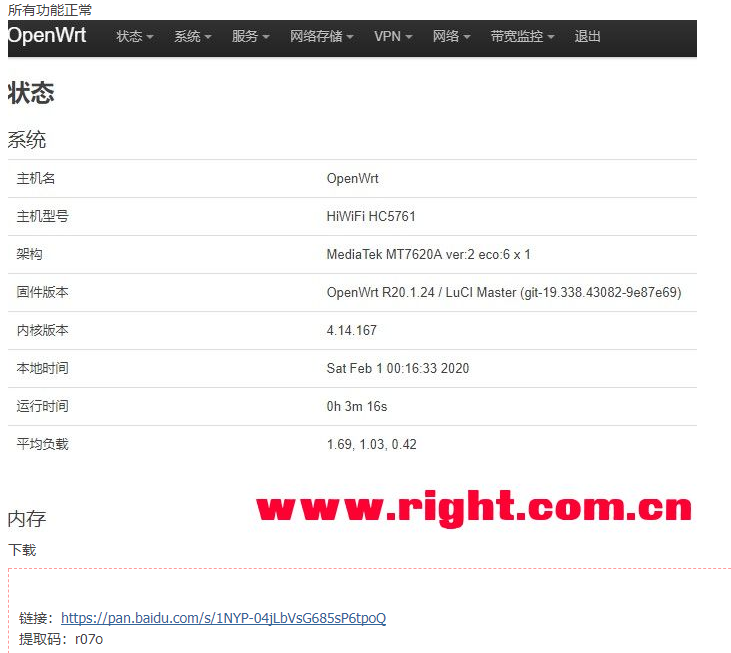 所有功能正常
OpenWrt 状态 系统 服务 网络存储 VPN 网络 带宽监控 退出
状态
系统
主机名 OpenWrt
主机型号 HiWiFi HC5761
架构 MediaTek MT7620A ver:2 eco:6 x 1
固件版本 OpenWrt R20.1.24 / LuCI Master (git-19.338.43082-9e87e69)
内核版本 4.14.167
本地时间 Sat Feb 1 00:16:33 2020
运行时间 0h 3m 16s
平均负载 1.69, 1.03, 0.42
www.right.com.cn
内存
下载
链接：https://pan.baidu.com/s/1NYP-04jLbVsG685sP6tpoQ
提取码：r07o